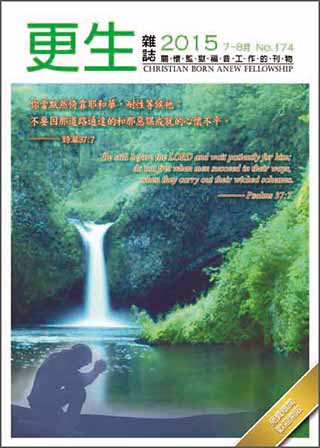 更生
雜誌
2015 7-8月 No.174
關•懷•監•獄•福•音•工•作•的•刊•物
CHRISTIAN BORN ANEW FELLOWSHIP
你當默然倚靠耶和華，耐性等候他。
不要因那道路通達的和那惡謀成就的心懷不平。
——— 詩篇37:7
Be still before the LORD and wait patiently for him;
do not fret when men succeed in their ways,
when they carry out their wicked schemes.
——— Psalms 37:7